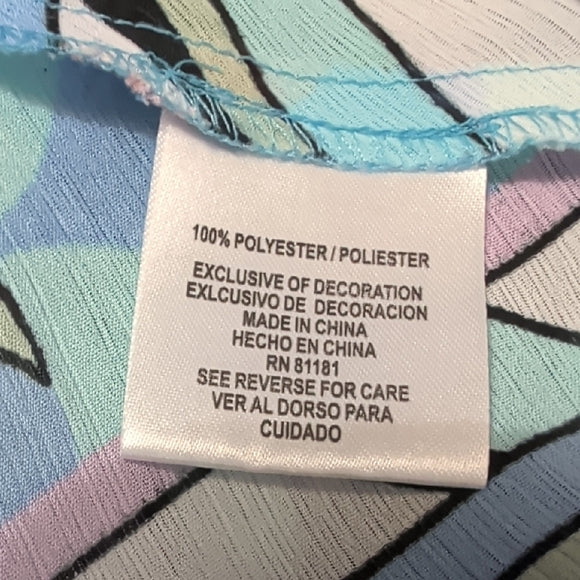 100% POLYESTER / POLIESTER
EXCLUSIVE OF DECORATION
EXLCUSIVO DE DECORACION
MADE IN CHINA
HECHO EN CHINA
RN 81181
SEE REVERSE FOR CARE
VER AL DORSO PARA
CUIDADO